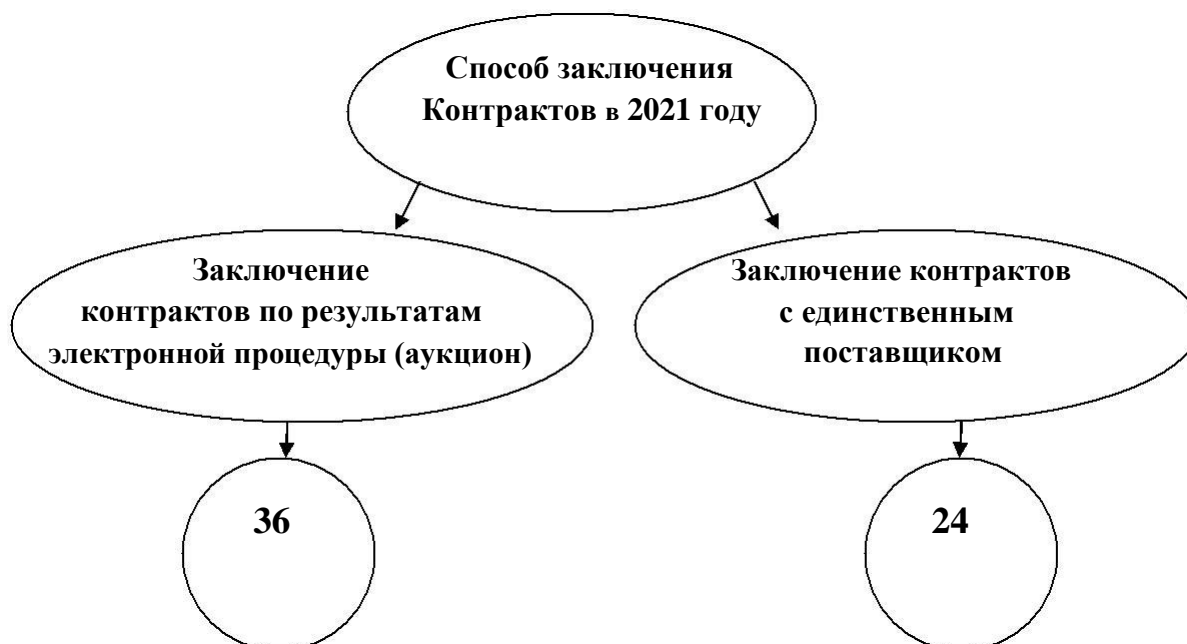 Способ заключения
Контрактов в 2021 году
Заключение
контрактов по результатам
электронной процедуры (аукцион)
Заключение контрактов
с единственным
поставщиком
36
24